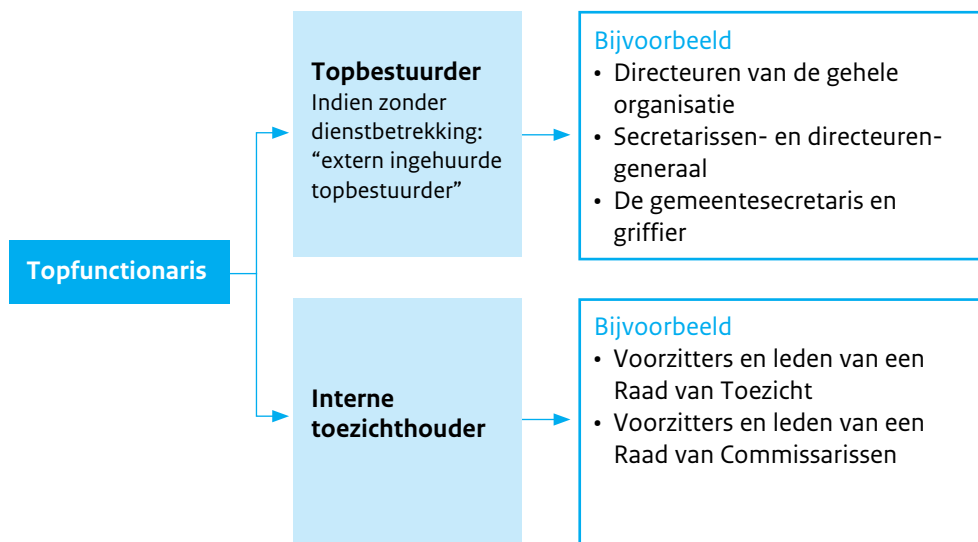 Topfunctionaris
Topbestuurder
Indien zonder
dienstbetrekking:
“extern ingehuurde
topbestuurder”
Bijvoorbeeld
• Directeuren van de gehele
organisatie
• Secretarissen- en directeuren-
generaal
• De gemeentesecretaris en
griffier
Interne
toezichthouder
Bijvoorbeeld
• Voorzitters en leden van een
Raad van Toezicht
• Voorzitters en leden van een
Raad van Commissarissen